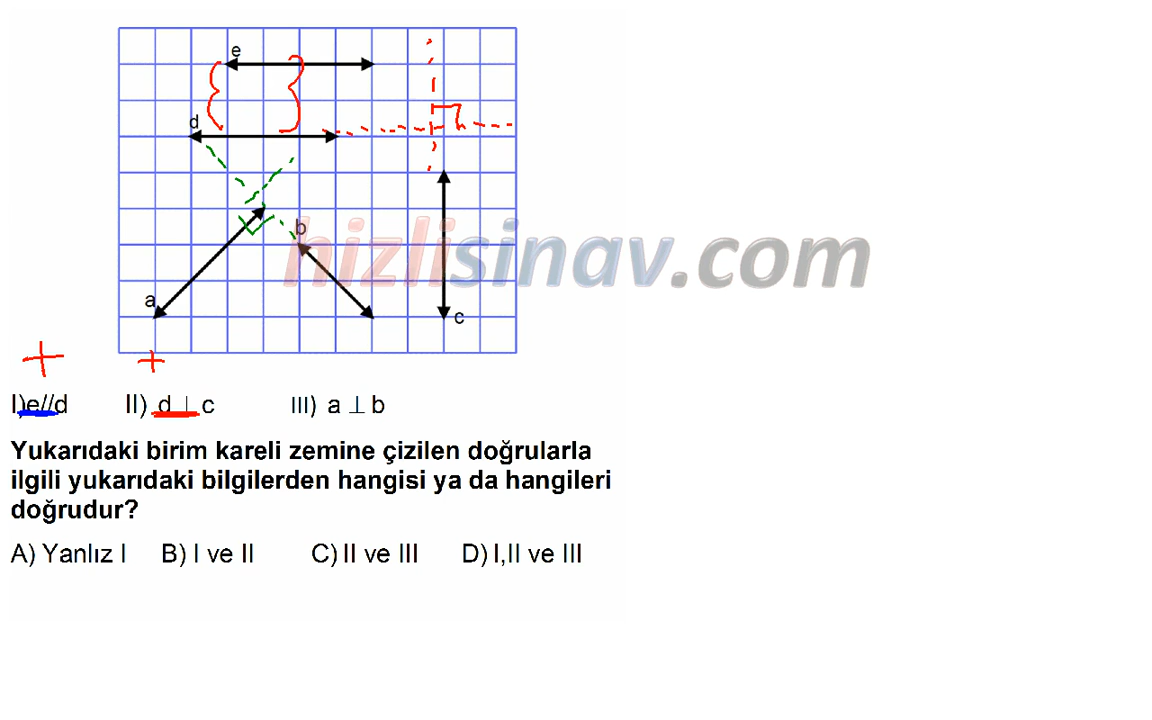 e
d
b
hizlisinav.com
a
c
I)e//d II) d ⊥ c III) a ⊥ b
Yukarıdaki birim kareli zemine çizilen doğrularla
ilgili yukarıdaki bilgilerden hangisi ya da hangileri
doğrudur?
A) Yanlız I B) I ve II C) II ve III D) I,II ve III